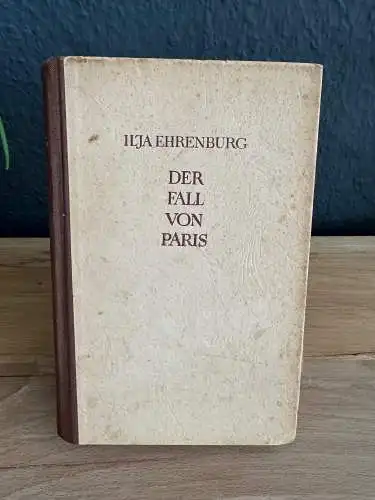 ILJA EHRENBURG
DER
FALL
VON
PARIS